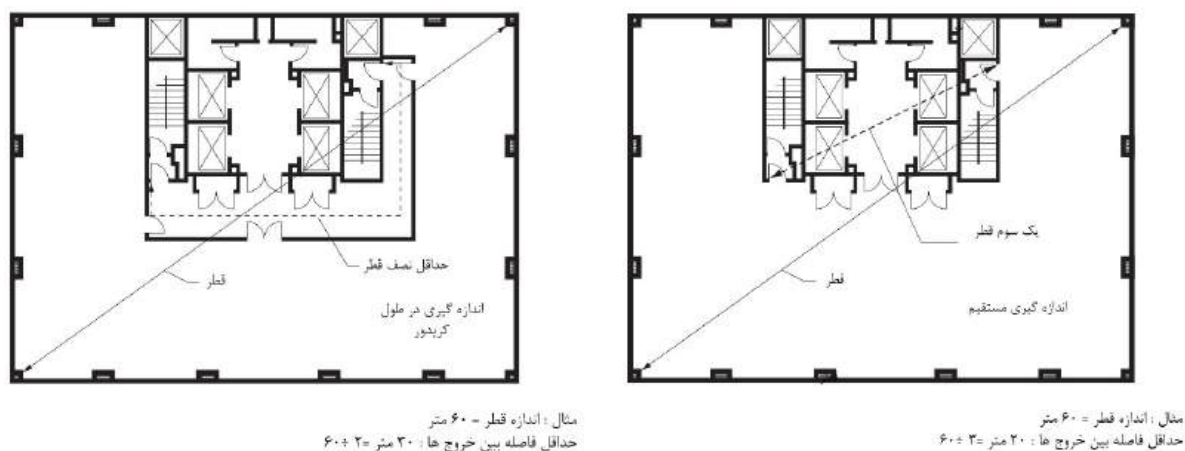 قطر
حداقل نصف قطر
اندازه گیری در طول
کریدور
مثال : اندازه قطر = ۶۰ متر
حداقل فاصله بین خروج ها : ۳۰ متر =۲ ÷۶۰
یک سوم قطر
قطر
اندازه گیری مستقیم
مثال : اندازه قطر = ۶۰ متر
حداقل فاصله بین خروج ها : ۲۰ متر =۳ ÷۶۰